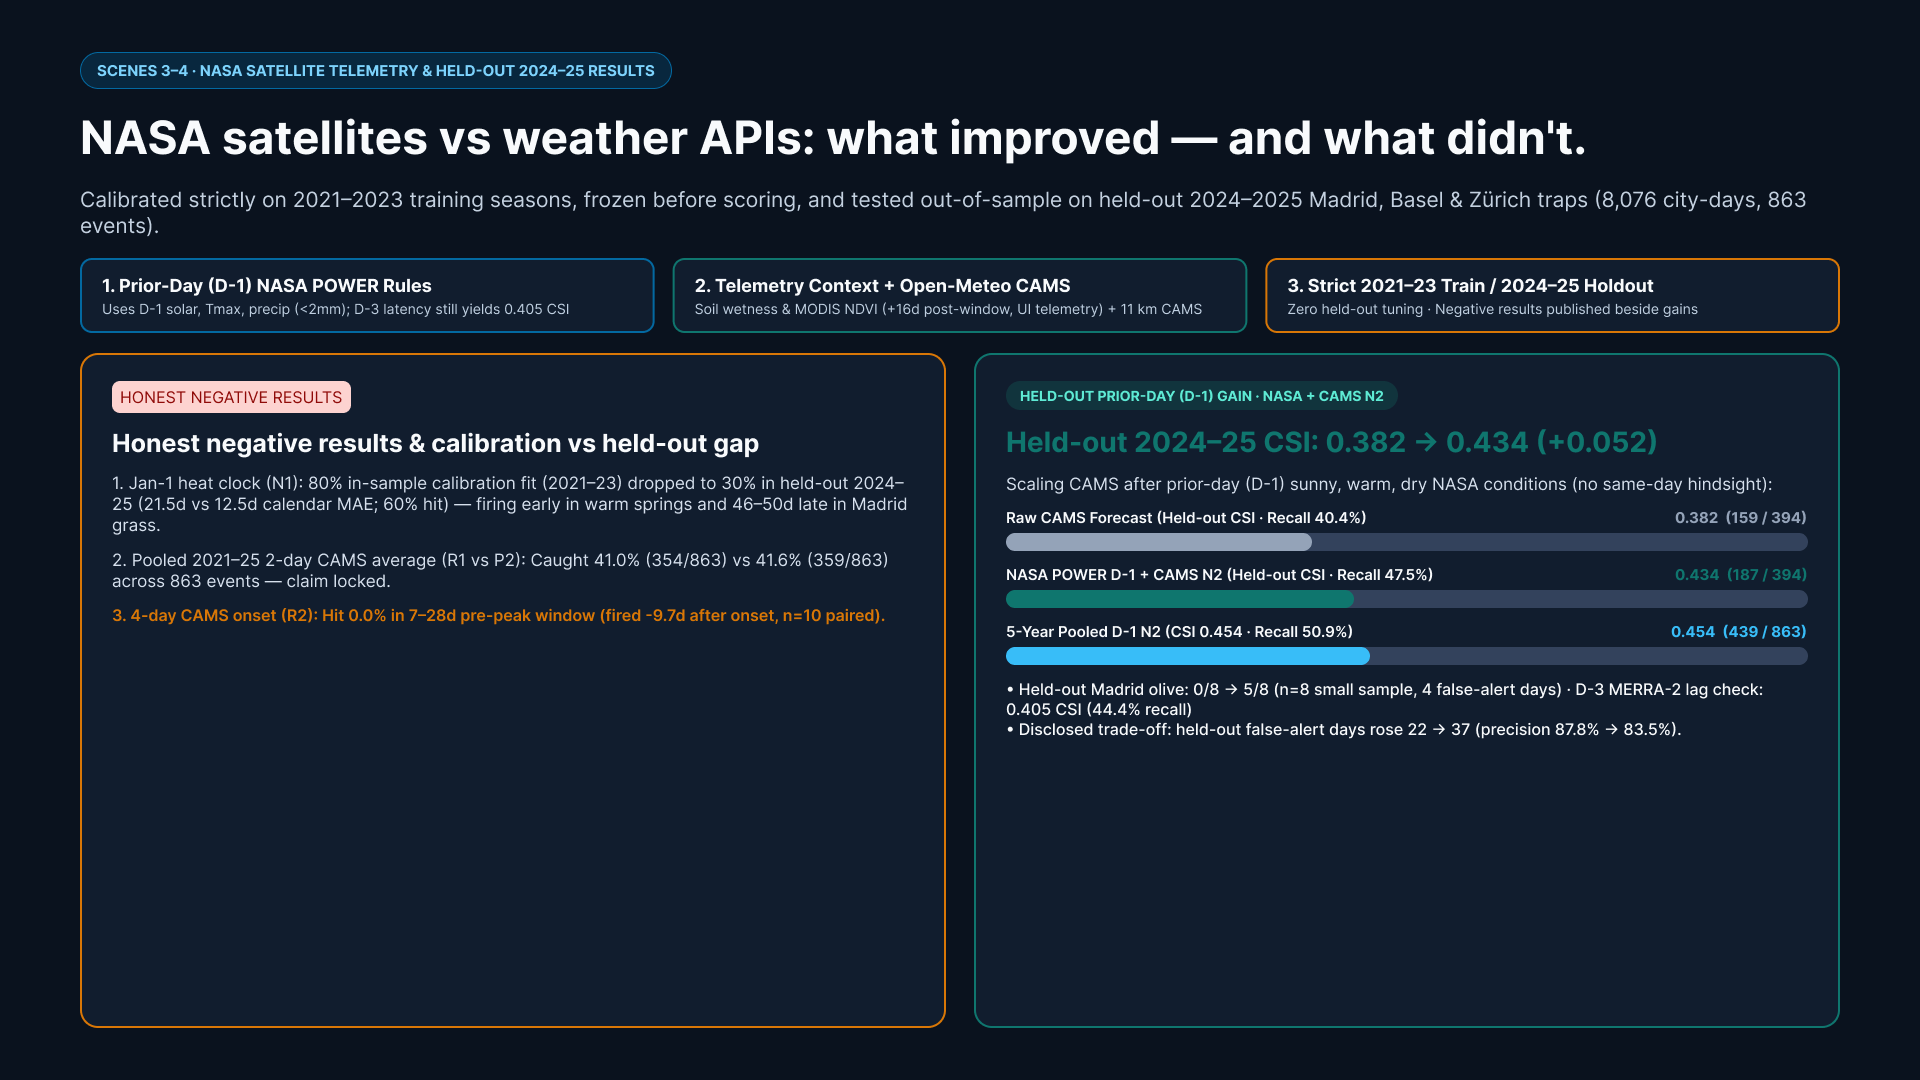 SCENES 3–4 · NASA SATELLITE TELEMETRY & HELD-OUT 2024–25 RESULTS
NASA satellites vs weather APIs: what improved — and what didn't.
Calibrated strictly on 2021–2023 training seasons, frozen before scoring, and tested out-of-sample on held-out 2024–2025 Madrid, Basel & Zürich traps (8,076 city-days, 863
events).
1. Prior-Day (D-1) NASA POWER Rules
Uses D-1 solar, Tmax, precip (<2mm); D-3 latency still yields 0.405 CSI
2. Telemetry Context + Open-Meteo CAMS
Soil wetness & MODIS NDVI (+16d post-window, UI telemetry) + 11 km CAMS
3. Strict 2021–23 Train / 2024–25 Holdout
Zero held-out tuning · Negative results published beside gains
HONEST NEGATIVE RESULTS
Honest negative results & calibration vs held-out gap
1. Jan-1 heat clock (N1): 80% in-sample calibration fit (2021–23) dropped to 30% in held-out 2024–
25 (21.5d vs 12.5d calendar MAE; 60% hit) — firing early in warm springs and 46–50d late in Madrid
grass.
2. Pooled 2021–25 2-day CAMS average (R1 vs P2): Caught 41.0% (354/863) vs 41.6% (359/863)
across 863 events — claim locked.
3. 4-day CAMS onset (R2): Hit 0.0% in 7–28d pre-peak window (fired -9.7d after onset, n=10 paired).
HELD-OUT PRIOR-DAY (D-1) GAIN · NASA + CAMS N2
Held-out 2024–25 CSI: 0.382 → 0.434 (+0.052)
Scaling CAMS after prior-day (D-1) sunny, warm, dry NASA conditions (no same-day hindsight):
Raw CAMS Forecast (Held-out CSI · Recall 40.4%) 0.382 (159 / 394)
NASA POWER D-1 + CAMS N2 (Held-out CSI · Recall 47.5%) 0.434 (187 / 394)
5-Year Pooled D-1 N2 (CSI 0.454 · Recall 50.9%) 0.454 (439 / 863)
• Held-out Madrid olive: 0/8 → 5/8 (n=8 small sample, 4 false-alert days) · D-3 MERRA-2 lag check:
0.405 CSI (44.4% recall)
• Disclosed trade-off: held-out false-alert days rose 22 → 37 (precision 87.8% → 83.5%).